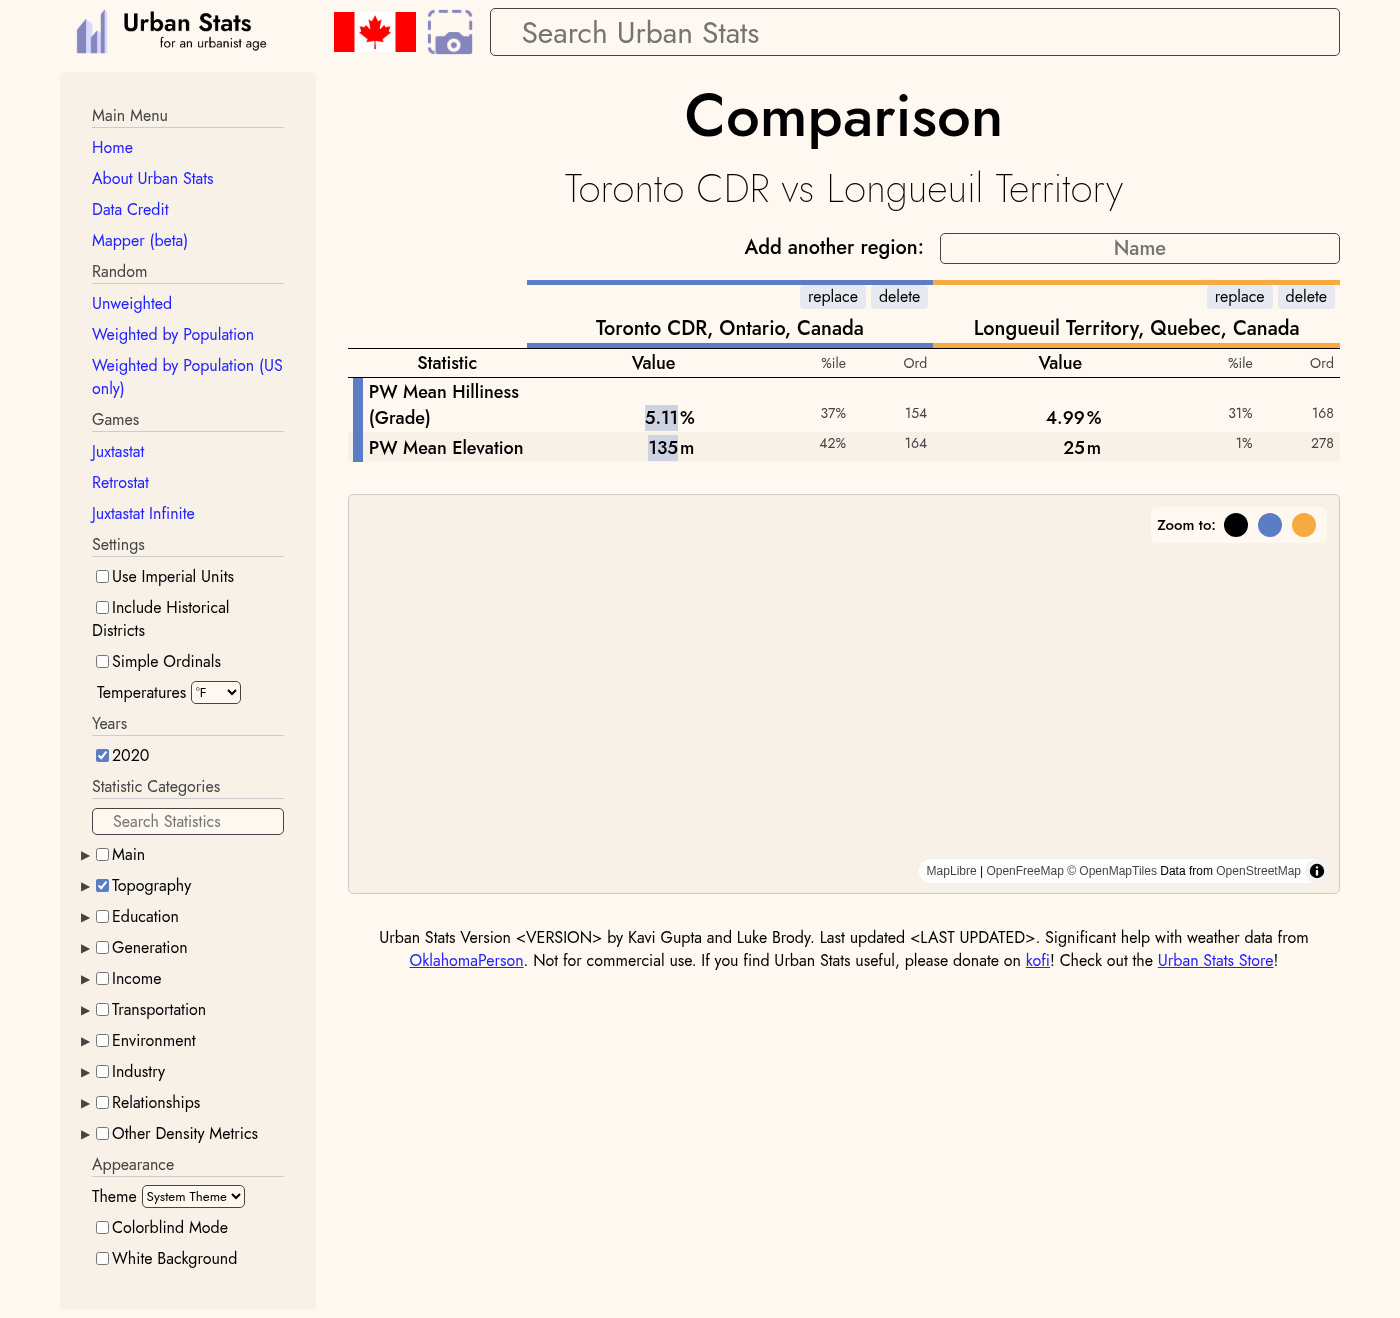 Urban Stats
for an urbanist age
Search Urban Stats
Main Menu
Home
About Urban Stats
Data Credit
Mapper (beta)
Random
Unweighted
Weighted by Population
Weighted by Population (US
only)
Games
Juxtastat
Retrostat
Juxtastat Infinite
Settings
Use Imperial Units
Include Historical
Districts
Simple Ordinals
Temperatures °F
Years
2020
Statistic Categories
Search Statistics
Main
Topography
Education
Generation
Income
Transportation
Environment
Industry
Relationships
Other Density Metrics
Appearance
Theme System Theme
Colorblind Mode
White Background
Comparison
Toronto CDR vs Longueuil Territory
Add another region: Name
replace delete replace delete
Toronto CDR, Ontario, Canada Longueuil Territory, Quebec, Canada
Statistic Value %ile Ord Value %ile Ord
PW Mean Hilliness
(Grade) 5.11% 37% 154 4.99% 31% 168
PW Mean Elevation 135m 42% 164 25m 1% 278
Zoom to:
MapLibre | OpenFreeMap © OpenMapTiles Data from OpenStreetMap
Urban Stats Version <VERSION> by Kavi Gupta and Luke Brody. Last updated <LAST UPDATED>. Significant help with weather data from
OklahomaPerson. Not for commercial use. If you find Urban Stats useful, please donate on kofi! Check out the Urban Stats Store!